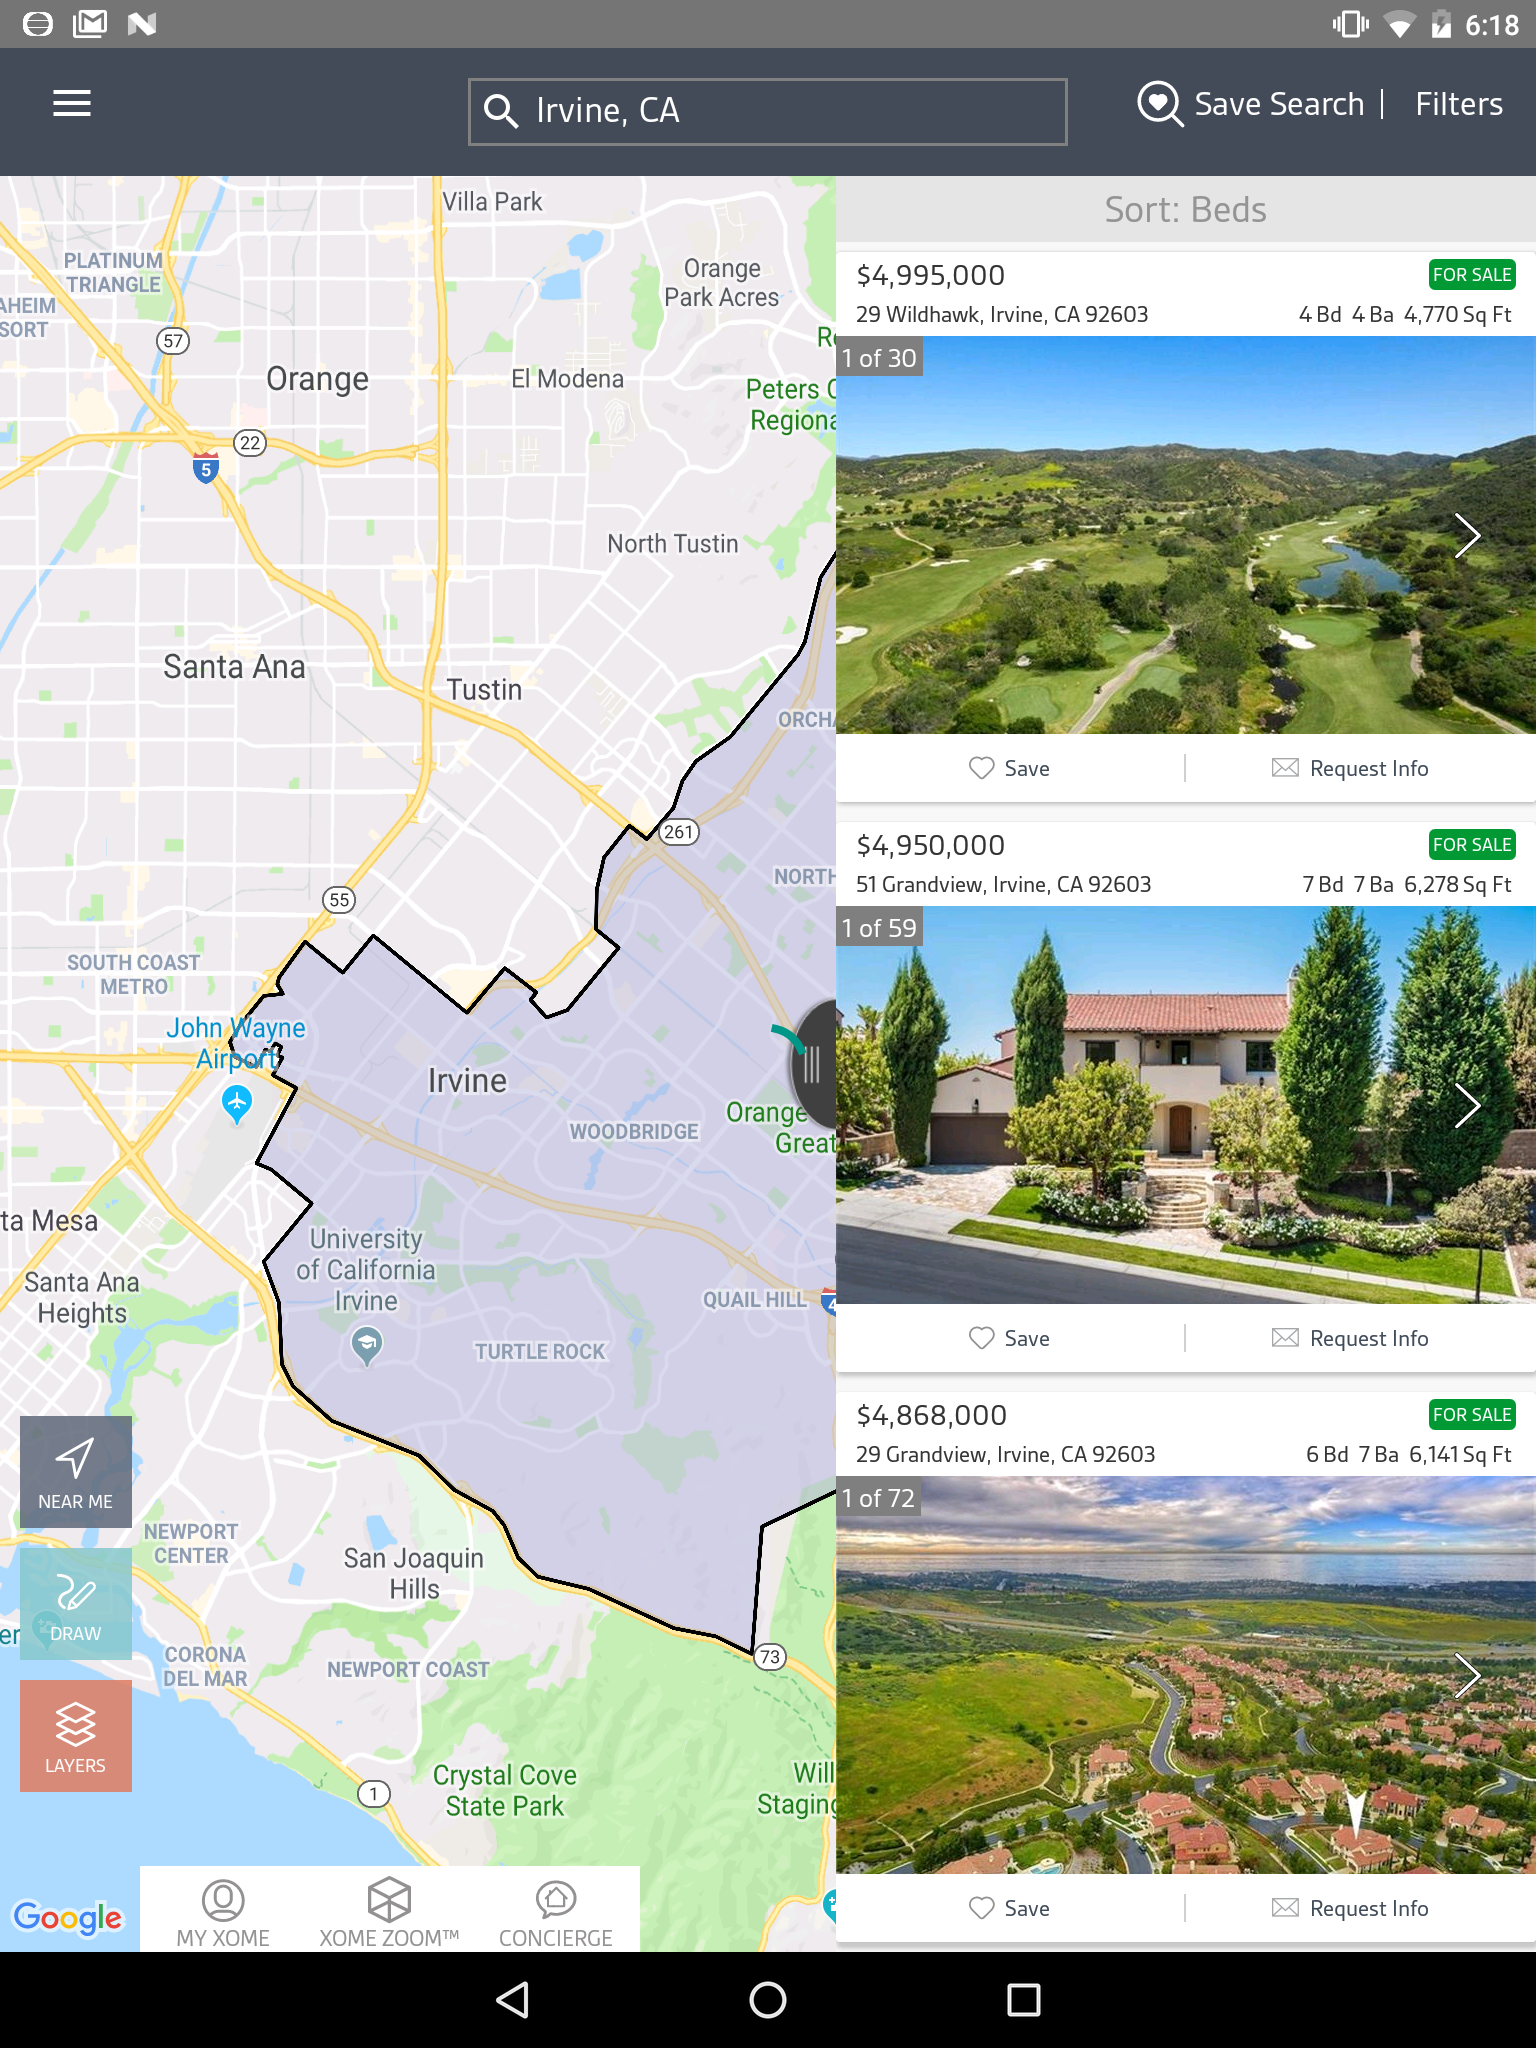 6:18
Irvine, CA
Save Search
Filters
Villa Park
PLATINUM
TRIANGLE
Orange
Park Acres
AHEIM
SORT
57
Orange
El Modena
Peters C
Regiona
22
5
North Tustin
Santa Ana
Tustin
ORCHA
261
NORTH
55
SOUTH COAST
METRO
John Wayne
Airport
Irvine
WOODBRIDGE
Orange
Great
ta Mesa
University
of California
Irvine
Santa Ana
Heights
QUAIL HILL
4
TURTLE ROCK
NEAR ME
NEWPORT
CENTER
San Joaquin
Hills
DRAW
er
CORONA
DEL MAR
NEWPORT COAST
73
LAYERS
1
Crystal Cove
State Park
Will
Staging
Google
MY XOME
XOME ZOOM™
CONCIERGE
Sort: Beds
$4,995,000
FOR SALE
29 Wildhawk, Irvine, CA 92603
4 Bd 4 Ba 4,770 Sq Ft
1 of 30
Save
Request Info
$4,950,000
FOR SALE
51 Grandview, Irvine, CA 92603
7 Bd 7 Ba 6,278 Sq Ft
1 of 59
Save
Request Info
$4,868,000
FOR SALE
29 Grandview, Irvine, CA 92603
6 Bd 7 Ba 6,141 Sq Ft
1 of 72
Save
Request Info